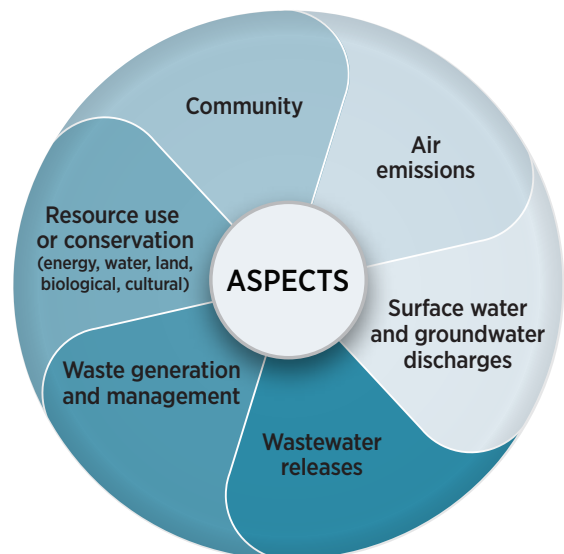 Community
Air
emissions
Resource use
or conservation
(energy, water, land,
biological, cultural)
ASPECTS
Surface water
and groundwater
discharges
Waste generation
and management
Wastewater
releases